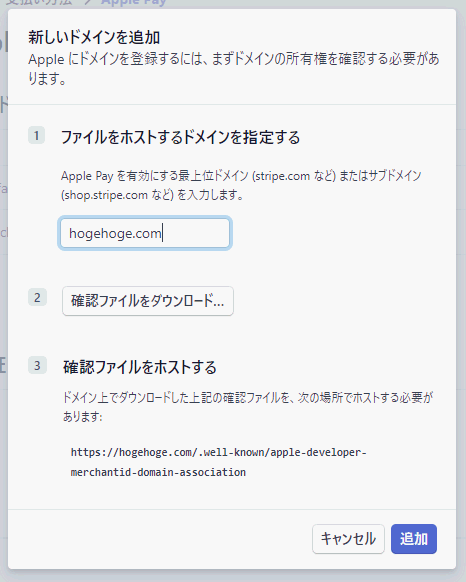 支払い方法 > Apple Pay
新しいドメインを追加
Apple にドメインを登録するには、まずドメインの所有権を確認する必要があ
ります。
1 ファイルをホストするドメインを指定する
Apple Pay を有効にする最上位ドメイン (stripe.com など) またはサブドメイン
(shop.stripe.com など) を入力します。
hogehoge.com
2 確認ファイルをダウンロード...
3 確認ファイルをホストする
ドメイン上でダウンロードした上記の確認ファイルを、次の場所でホストする必要が
あります:
https://hogehoge.com/.well-known/apple-developer-
merchantid-domain-association
キャンセル 追加